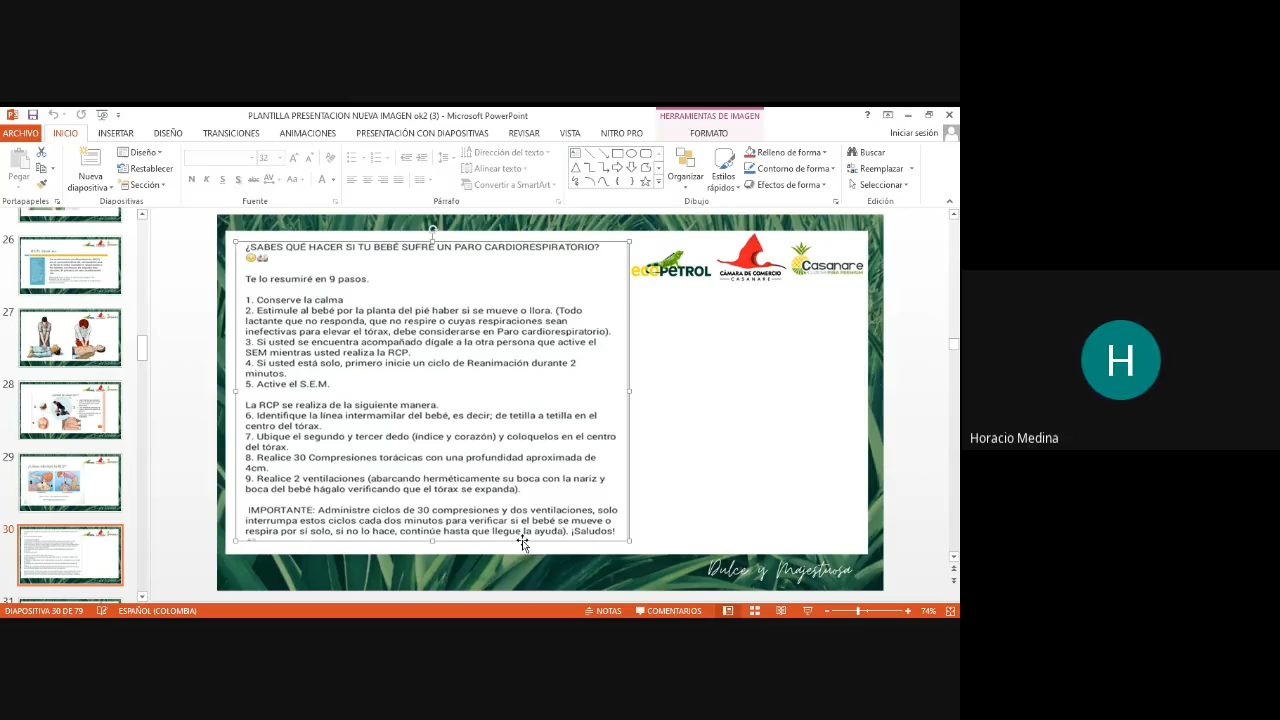 PLANTILLA PRESENTACION NUEVA IMAGEN ok2 (3) - Microsoft PowerPoint
HERRAMIENTAS DE IMAGEN
ARCHIVO INICIO INSERTAR DISEÑO TRANSICIONES ANIMACIONES PRESENTACIÓN CON DIAPOSITIVAS REVISAR VISTA NITRO PRO FORMATO
Iniciar sesión
Pegar
Nueva
diapositiva
Diseño
Restablecer
Sección
32
N K S S abc AV Aa A
Dirección del texto
Alinear texto
Convertir a SmartArt
Organizar
Estilos
rápidos
Relleno de forma
Contorno de forma
Efectos de forma
Buscar
Reemplazar
Seleccionar
Portapapeles Diapositivas Fuente Párrafo Dibujo Edición
26
27
28
29
30
31
¿SABES QUÉ HACER SI TU BEBÉ SUFRE UN PARO CARDIORESPIRATORIO?
Te lo resumiré en 9 pasos.
1. Conserve la calma
2. Estimule al bebé por la planta del pié haber si se mueve o llora. (Todo
lactante que no responda, que no respire o cuyas respiraciones sean
inefectivas para elevar el tórax, debe considerarse en Paro cardiorespiratorio).
3. Si usted se encuentra acompañado dígale a la otra persona que active el
SEM mientras usted realiza la RCP.
4. Si usted está solo, primero inicie un ciclo de Reanimación durante 2
minutos.
5. Active el S.E.M.
La RCP se realiza de la siguiente manera.
6. Identifique la línea intermamilar del bebé, es decir; de tetilla a tetilla en el
centro del tórax.
7. Ubique el segundo y tercer dedo (índice y corazón) y coloquelos en el centro
del tórax.
8. Realice 30 Compresiones torácicas con una profundidad aproximada de
4cm.
9. Realice 2 ventilaciones (abarcando herméticamente su boca con la nariz y
boca del bebé hágalo verificando que el tórax se expanda).
IMPORTANTE: Administre ciclos de 30 compresiones y dos ventilaciones, solo
interrumpa estos ciclos cada dos minutos para verificar si el bebé se mueve o
respira por sí solo, si no lo hace, continúe hasta que llegue la ayuda). ¡Saludos!
ecoPETROL
CÁMARA DE COMERCIO
CASANARE
Casanare
Dulce y Majestuosa
H
Horacio Medina
DIAPOSITIVA 30 DE 79 ESPAÑOL (COLOMBIA) NOTAS COMENTARIOS 74%